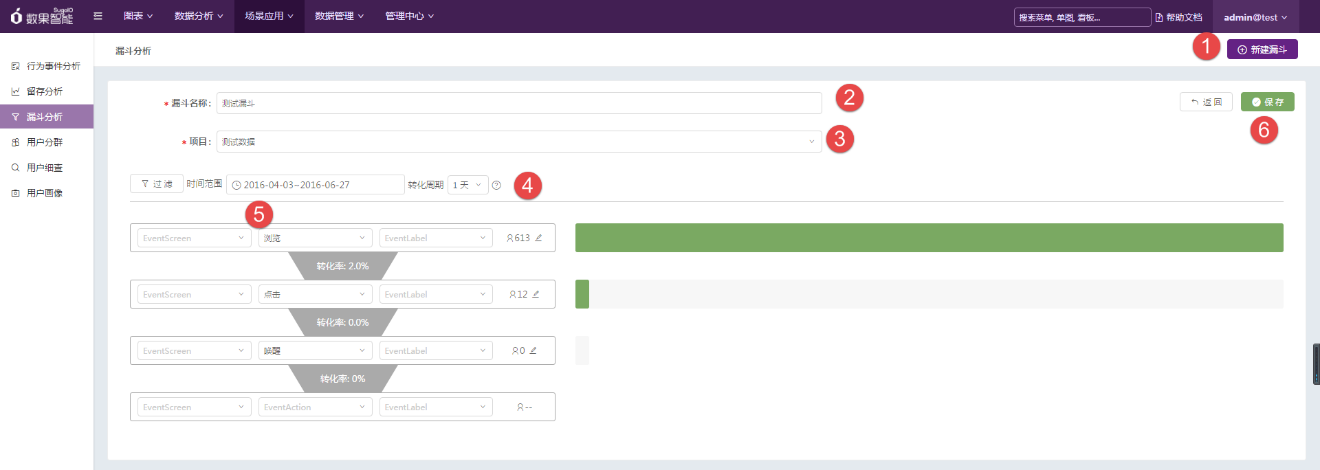 SugoIO
数果智能 图表 数据分析 场景应用 数据管理 管理中心 搜索菜单, 单图, 看板... 帮助文档 admin@test
漏斗分析 1 新建漏斗
行为事件分析
留存分析
漏斗分析
用户分群
用户细查
用户画像
* 漏斗名称: 测试漏斗 2 返回 保存
* 项目: 测试数据 3 6
过滤 时间范围 2016-04-03~2016-06-27 转化周期 1 天 4
5
EventScreen 浏览 EventLabel 613
转化率: 2.0%
EventScreen 点击 EventLabel 12
转化率: 0.0%
EventScreen 唤醒 EventLabel 0
转化率: 0%
EventScreen EventAction EventLabel --